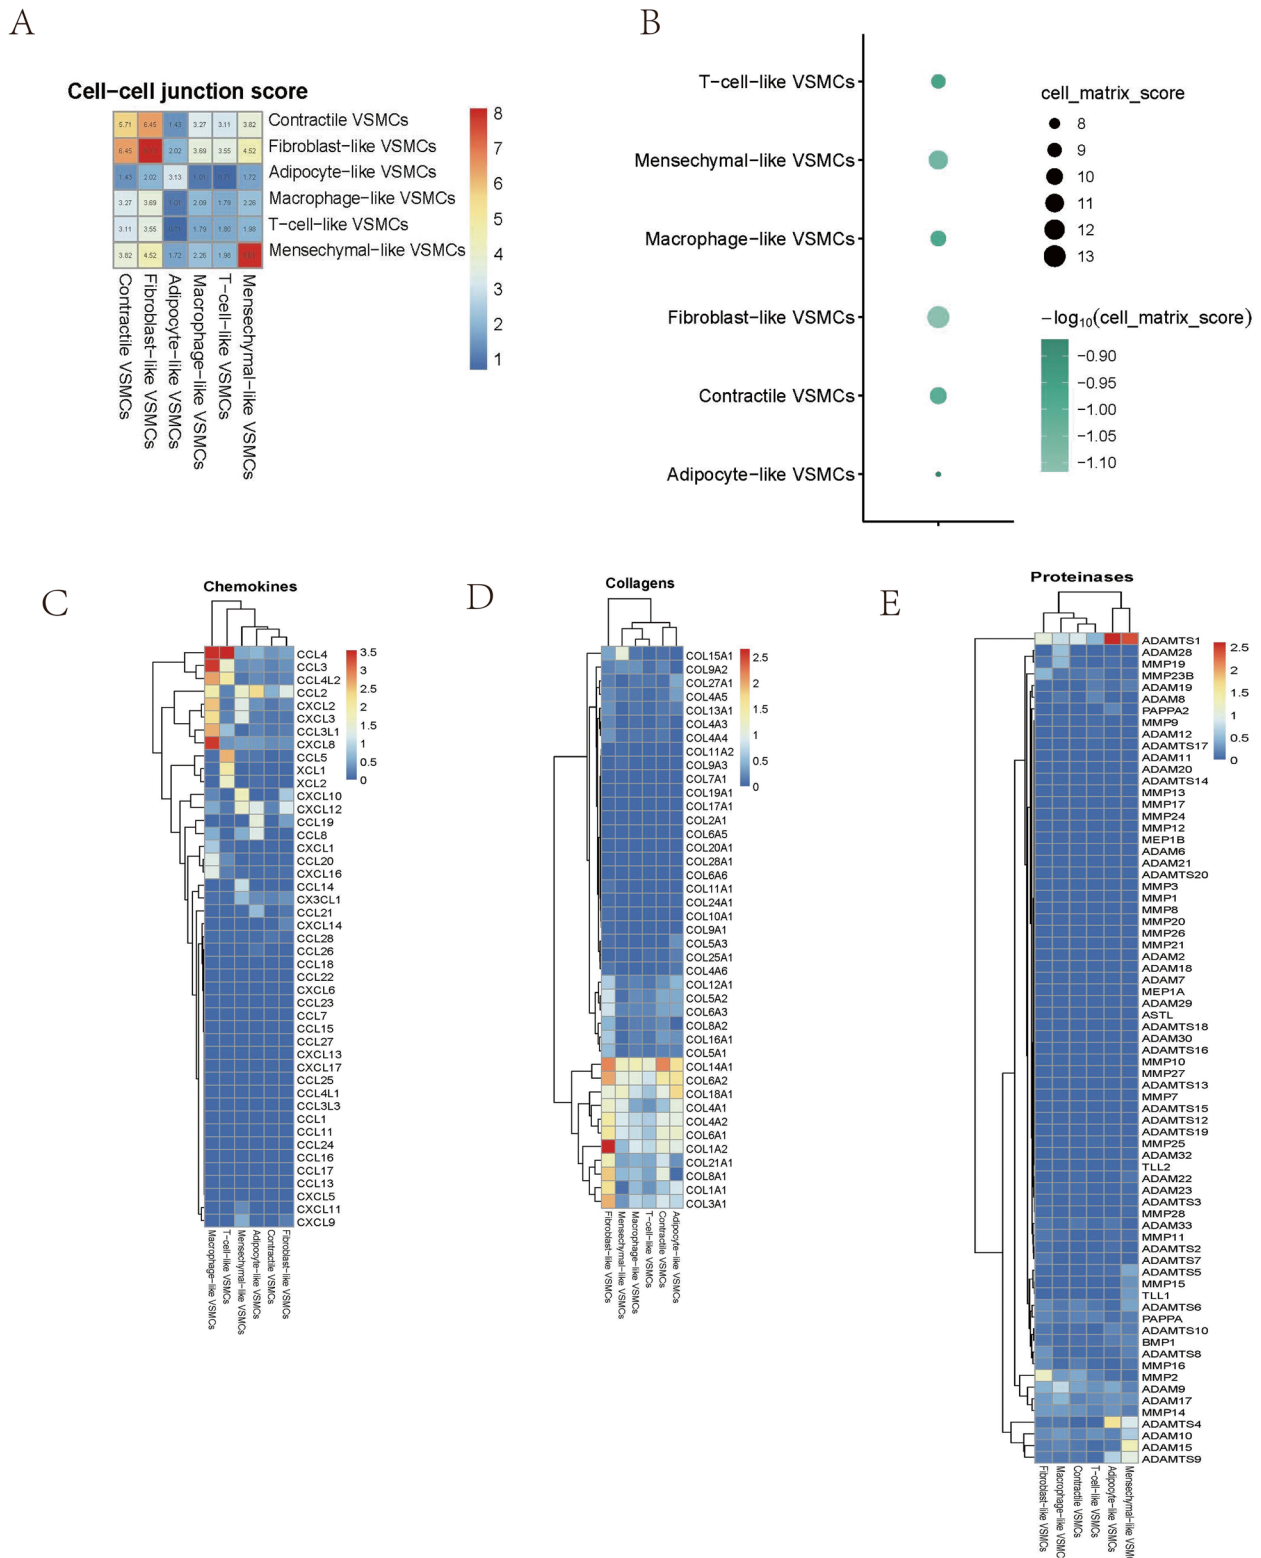 A
Cell−cell junction score
5.71 6.45 1.43 3.27 3.11 3.82 Contractile VSMCs
6.45 2.02 3.69 3.55 4.52 Fibroblast−like VSMCs
1.43 2.02 3.13 1.01 1.72 Adipocyte−like VSMCs
3.27 3.69 1.01 2.09 1.79 2.26 Macrophage−like VSMCs
3.11 3.55 1.79 1.80 1.98 T−cell−like VSMCs
3.82 4.52 1.72 2.26 1.98 Mensechymal−like VSMCs
Contractile VSMCs
Fibroblast−like VSMCs
Adipocyte−like VSMCs
Macrophage−like VSMCs
T−cell−like VSMCs
Mensechymal−like VSMCs
8
7
6
5
4
3
2
1
B
T−cell−like VSMCs
Mensechymal−like VSMCs
Macrophage−like VSMCs
Fibroblast−like VSMCs
Contractile VSMCs
Adipocyte−like VSMCs
cell_matrix_score
8
9
10
11
12
13
−log10(cell_matrix_score)
−0.90
−0.95
−1.00
−1.05
−1.10
C
Chemokines
CCL4
CCL3
CCL4L2
CCL2
CXCL2
CXCL3
CCL3L1
CXCL8
CCL5
XCL1
XCL2
CXCL10
CXCL12
CCL19
CCL8
CXCL1
CCL20
CXCL16
CCL14
CX3CL1
CCL21
CXCL14
CCL28
CCL26
CCL18
CCL22
CXCL6
CCL23
CCL7
CCL15
CCL27
CXCL13
CXCL17
CCL25
CCL4L1
CCL3L3
CCL1
CCL11
CCL24
CCL16
CCL17
CCL13
CXCL5
CXCL11
CXCL9
Macrophage−like VSMCs
T−cell−like VSMCs
Mensechymal−like VSMCs
Adipocyte−like VSMCs
Contractile VSMCs
Fibroblast−like VSMCs
3.5
3
2.5
2
1.5
1
0.5
0
D
Collagens
COL15A1
COL9A2
COL27A1
COL4A5
COL13A1
COL4A3
COL4A4
COL11A2
COL9A3
COL7A1
COL19A1
COL17A1
COL2A1
COL6A5
COL20A1
COL28A1
COL6A6
COL11A1
COL24A1
COL10A1
COL9A1
COL5A3
COL25A1
COL4A6
COL12A1
COL5A2
COL6A3
COL8A2
COL16A1
COL5A1
COL14A1
COL6A2
COL18A1
COL4A1
COL4A2
COL6A1
COL1A2
COL21A1
COL8A1
COL1A1
COL3A1
Fibroblast−like VSMCs
Mensechymal−like VSMCs
Macrophage−like VSMCs
T−cell−like VSMCs
Contractile VSMCs
Adipocyte−like VSMCs
2.5
2
1.5
1
0.5
0
E
Proteinases
ADAMTS1
ADAM28
MMP19
MMP23B
ADAM19
ADAM8
PAPPA2
MMP9
ADAM12
ADAMTS17
ADAM11
ADAM20
ADAMTS14
MMP13
MMP17
MMP24
MMP12
MEP1B
ADAM6
ADAM21
ADAMTS20
MMP3
MMP1
MMP8
MMP20
MMP26
MMP21
ADAM2
ADAM18
ADAM7
MEP1A
ADAM29
ASTL
ADAMTS18
ADAM30
ADAMTS16
MMP10
MMP27
ADAMTS13
MMP7
ADAMTS15
ADAMTS12
ADAMTS19
MMP25
ADAM32
TLL2
ADAM22
ADAM23
ADAMTS3
MMP28
ADAM33
MMP11
ADAMTS2
ADAMTS7
ADAMTS5
MMP15
TLL1
ADAMTS6
PAPPA
ADAMTS10
BMP1
ADAMTS8
MMP16
MMP2
ADAM9
ADAM17
MMP14
ADAMTS4
ADAM10
ADAM15
ADAMTS9
Fibroblast−like VSMCs
Macrophage−like VSMC
Contractile VSMCs
T−cell−like VSMCs
Adipocyte−like VSMCs
Mensechymal−like VSM
2.5
2
1.5
1
0.5
0